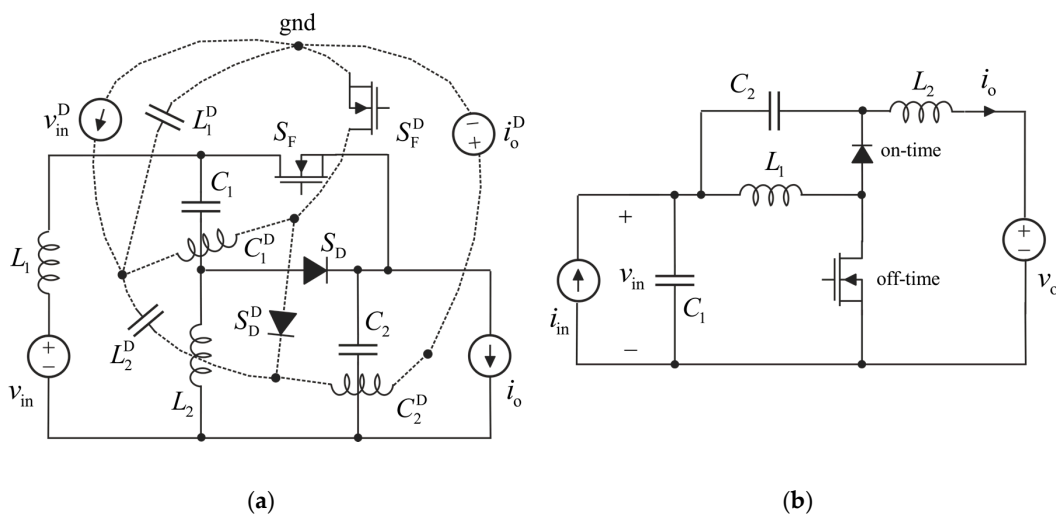 gnd
v_in^D
L_1^D
S_F
S_F^D
i_o^D
C_1
L_1
C_1^D
S_D
S_D^D
C_2
L_2^D
v_in
L_2
C_2^D
i_o
(a)
C_2
L_2
i_o
on-time
L_1
+
v_in
–
C_1
i_in
off-time
v_o
(b)